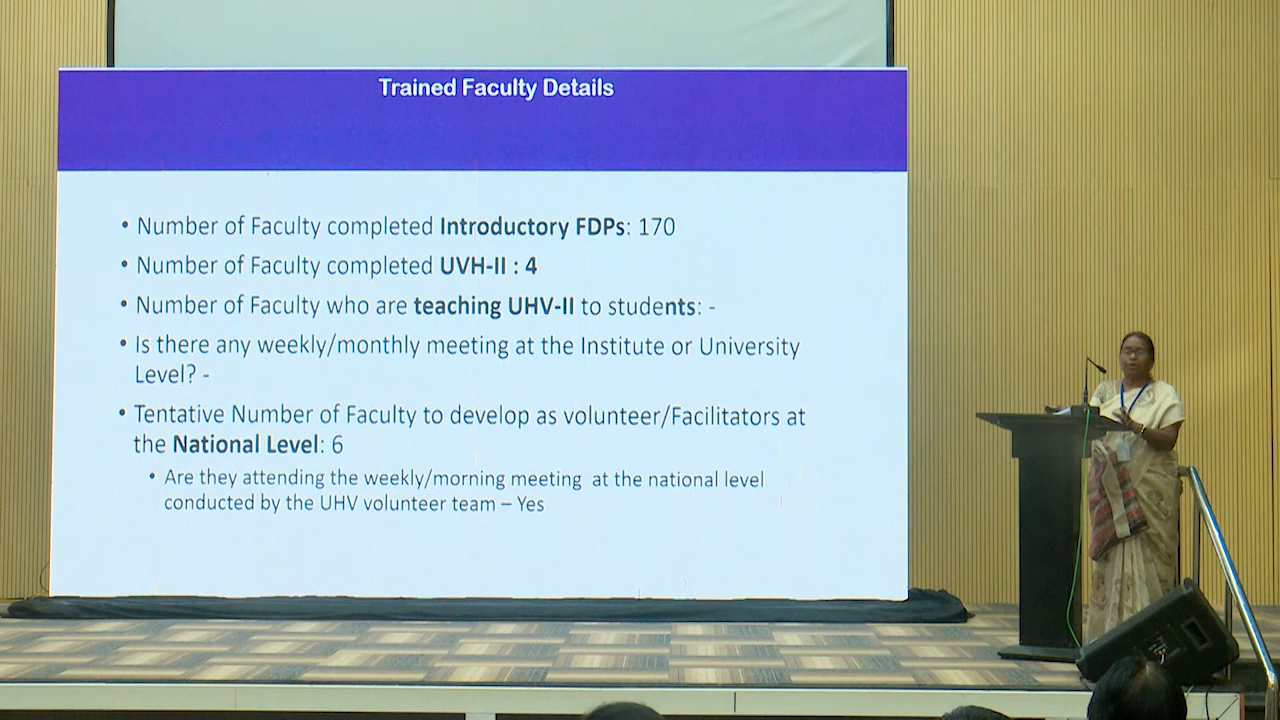 Trained Faculty Details
• Number of Faculty completed Introductory FDPs: 170
• Number of Faculty completed UVH-II : 4
• Number of Faculty who are teaching UHV-II to students: -
• Is there any weekly/monthly meeting at the Institute or University
Level? -
• Tentative Number of Faculty to develop as volunteer/Facilitators at
the National Level: 6
• Are they attending the weekly/morning meeting at the national level
conducted by the UHV volunteer team – Yes